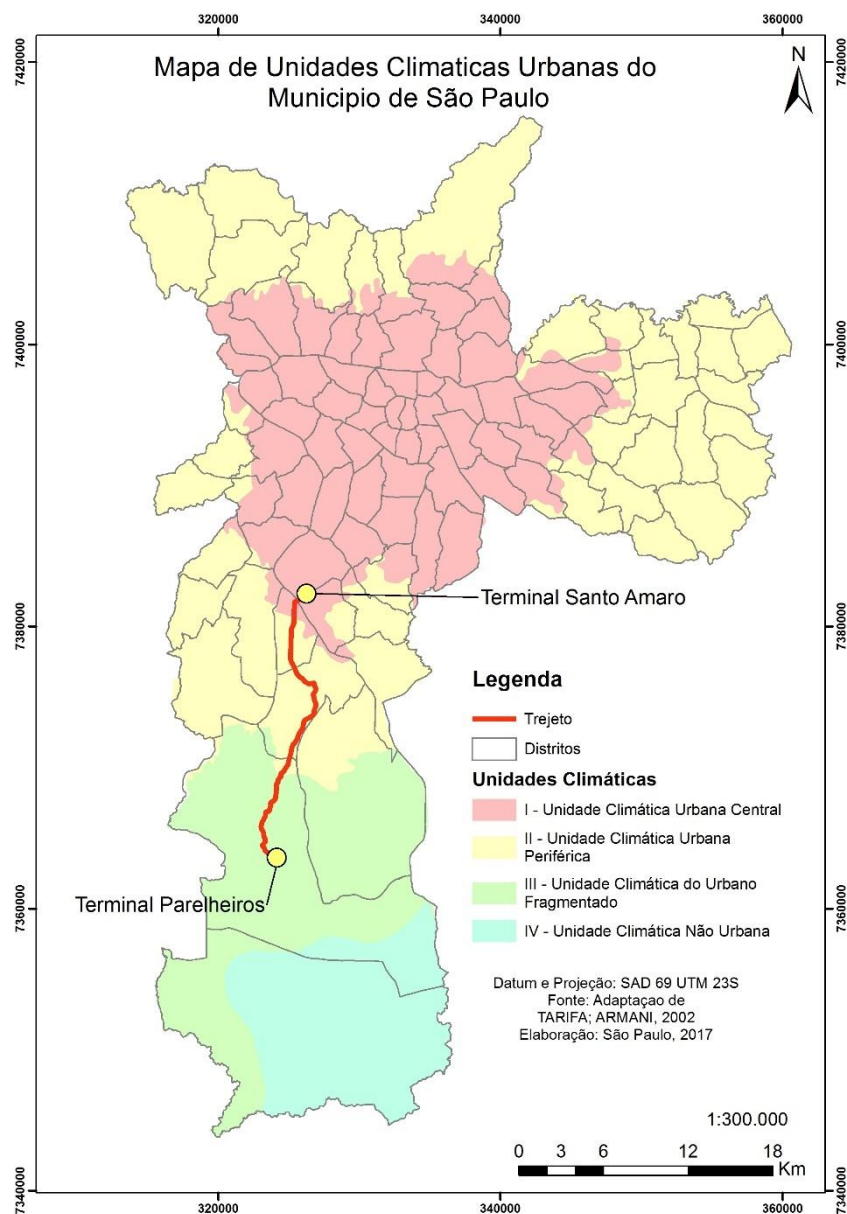 320000
340000
360000
7420000
7420000
Mapa de Unidades Climaticas Urbanas do
Municipio de São Paulo
N
7400000
7400000
Terminal Santo Amaro
7380000
7380000
Legenda
Trejeto
Distritos
Unidades Climáticas
I - Unidade Climática Urbana Central
II - Unidade Climática Urbana
Periférica
III - Unidade Climática do Urbano
Fragmentado
IV - Unidade Climática Não Urbana
Terminal Parelheiros
7360000
7360000
Datum e Projeção: SAD 69 UTM 23S
Fonte: Adaptaçao de
TARIFA; ARMANI, 2002
Elaboração: São Paulo, 2017
1:300.000
0 3 6 12 18
Km
7340000
7340000
320000
340000
360000